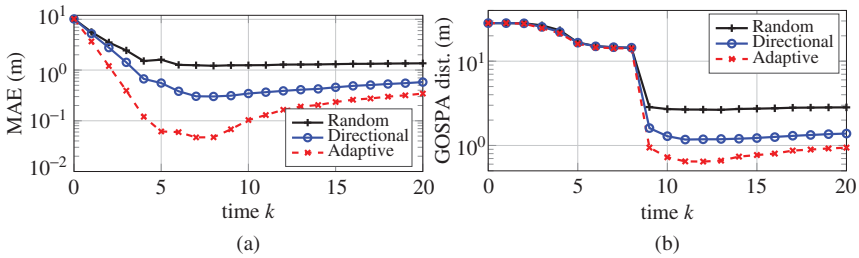 MAE (m)
10^1
10^0
10^-1
10^-2
Random
Directional
Adaptive
0 5 10 15 20
time k
(a)
GOSPA dist. (m)
10^1
10^0
Random
Directional
Adaptive
0 5 10 15 20
time k
(b)